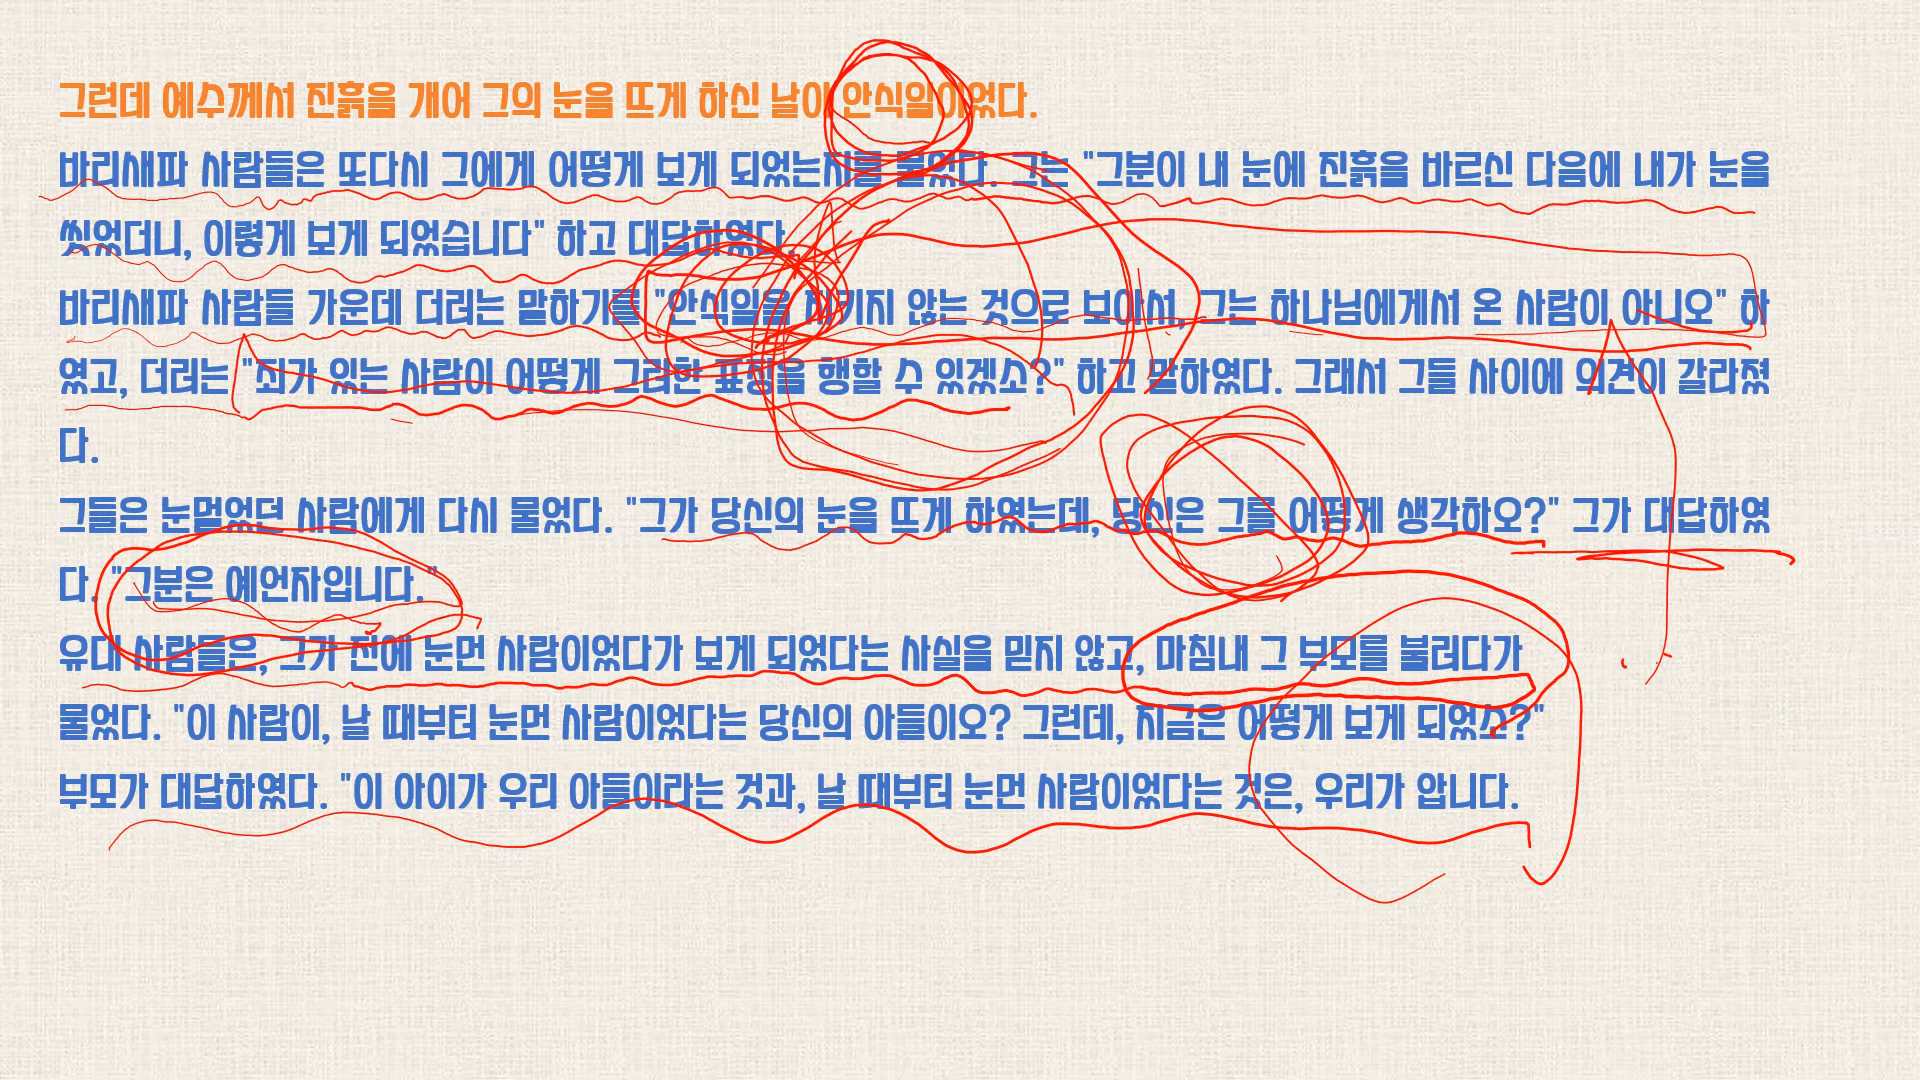 그런데 예수께서 진흙을 개어 그의 눈을 뜨게 하신 날이 안식일이었다.
바리새파 사람들은 또다시 그에게 어떻게 보게 되었는지를 물었다. 그는 "그분이 내 눈에 진흙을 바르신 다음에 내가 눈을
씻었더니, 이렇게 보게 되었습니다" 하고 대답하였다.
바리새파 사람들 가운데 더러는 말하기를 "안식일을 지키지 않는 것으로 보아서, 그는 하나님에게서 온 사람이 아니오" 하
였고, 더러는 "죄가 있는 사람이 어떻게 그러한 표징을 행할 수 있겠소?" 하고 말하였다. 그래서 그들 사이에 의견이 갈라졌
다.
그들은 눈멀었던 사람에게 다시 물었다. "그가 당신의 눈을 뜨게 하였는데, 당신은 그를 어떻게 생각하오?" 그가 대답하였
다. "그분은 예언자입니다."
유대 사람들은, 그가 전에 눈먼 사람이었다가 보게 되었다는 사실을 믿지 않고, 마침내 그 부모를 불러다가
물었다. "이 사람이, 날 때부터 눈먼 사람이었다는 당신의 아들이오? 그런데, 지금은 어떻게 보게 되었소?"
부모가 대답하였다. "이 아이가 우리 아들이라는 것과, 날 때부터 눈먼 사람이었다는 것은, 우리가 압니다.